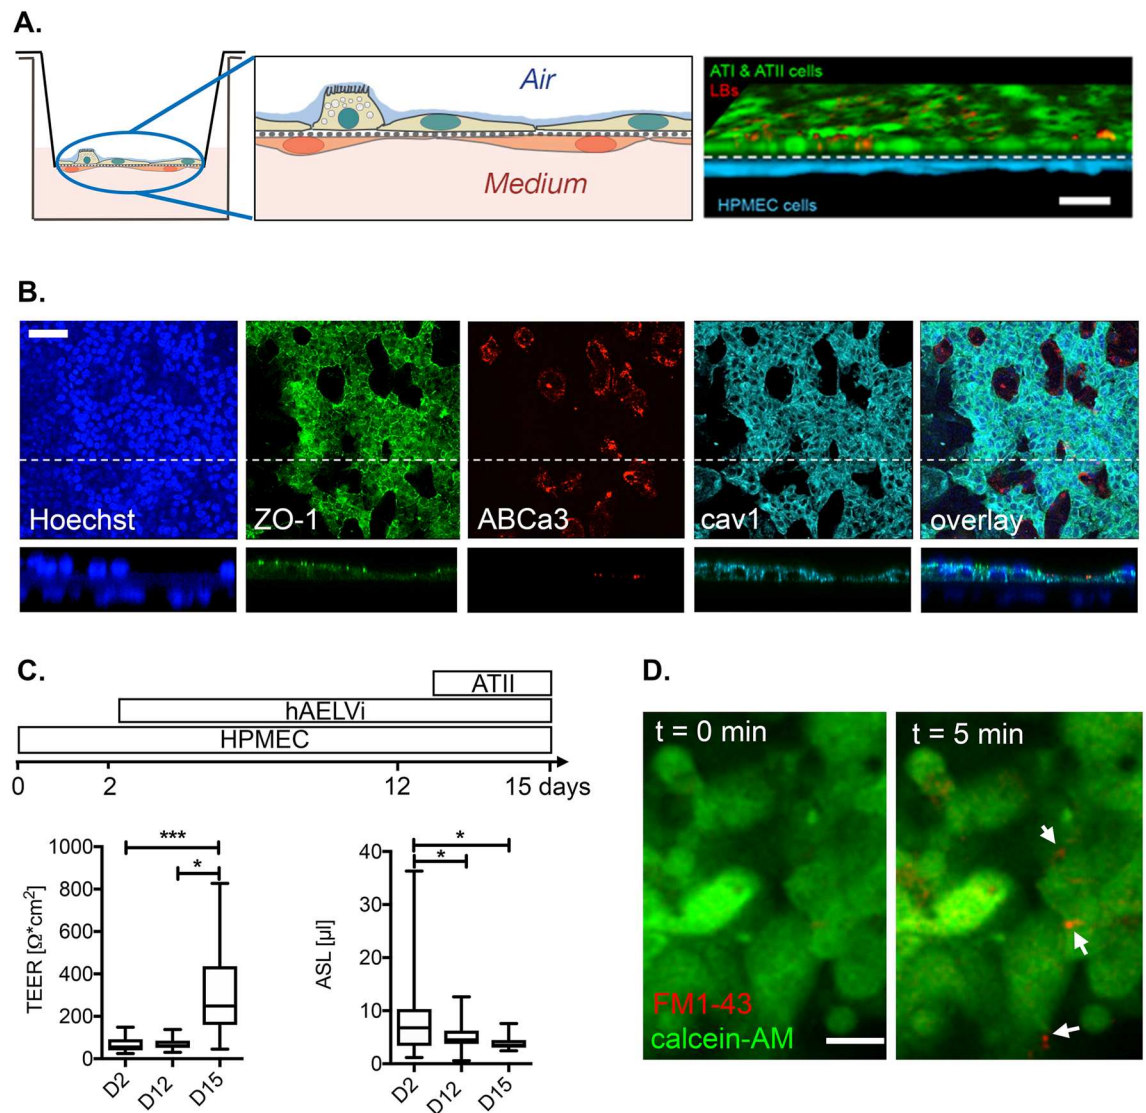 A.
Air
Medium
ATI & ATII cells
LBs
HPMEC cells
B.
Hoechst
ZO-1
ABCa3
cav1
overlay
C.
ATII
hAELVi
HPMEC
0
2
12
15 days
***
*
1000
800
600
400
200
0
TEER [Ω*cm2]
D2
D12
D15
*
*
40
30
20
10
0
ASL [µl]
D2
D12
D15
D.
t = 0 min
t = 5 min
FM1-43
calcein-AM